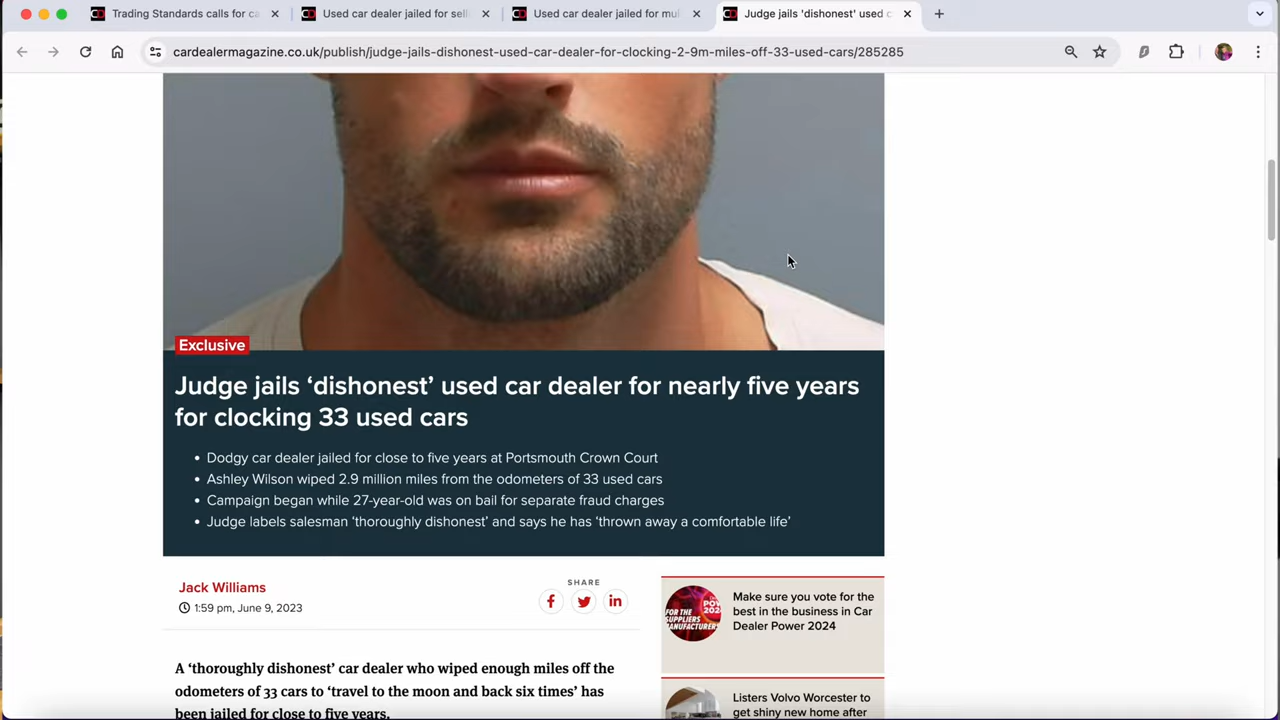 Trading Standards calls for ca
Used car dealer jailed for sell
Used car dealer jailed for mul
Judge jails 'dishonest' used c
cardealermagazine.co.uk/publish/judge-jails-dishonest-used-car-dealer-for-clocking-2-9m-miles-off-33-used-cars/285285
Exclusive
Judge jails ‘dishonest’ used car dealer for nearly five years
for clocking 33 used cars
• Dodgy car dealer jailed for close to five years at Portsmouth Crown Court
• Ashley Wilson wiped 2.9 million miles from the odometers of 33 used cars
• Campaign began while 27-year-old was on bail for separate fraud charges
• Judge labels salesman ‘thoroughly dishonest’ and says he has ‘thrown away a comfortable life’
Jack Williams
1:59 pm, June 9, 2023
SHARE
A ‘thoroughly dishonest’ car dealer who wiped enough miles off the
odometers of 33 cars to ‘travel to the moon and back six times’ has
been jailed for close to five years.
FOR THE
SUPPLIERS
Make sure you vote for the
best in the business in Car
Dealer Power 2024
Listers Volvo Worcester to
get shiny new home after